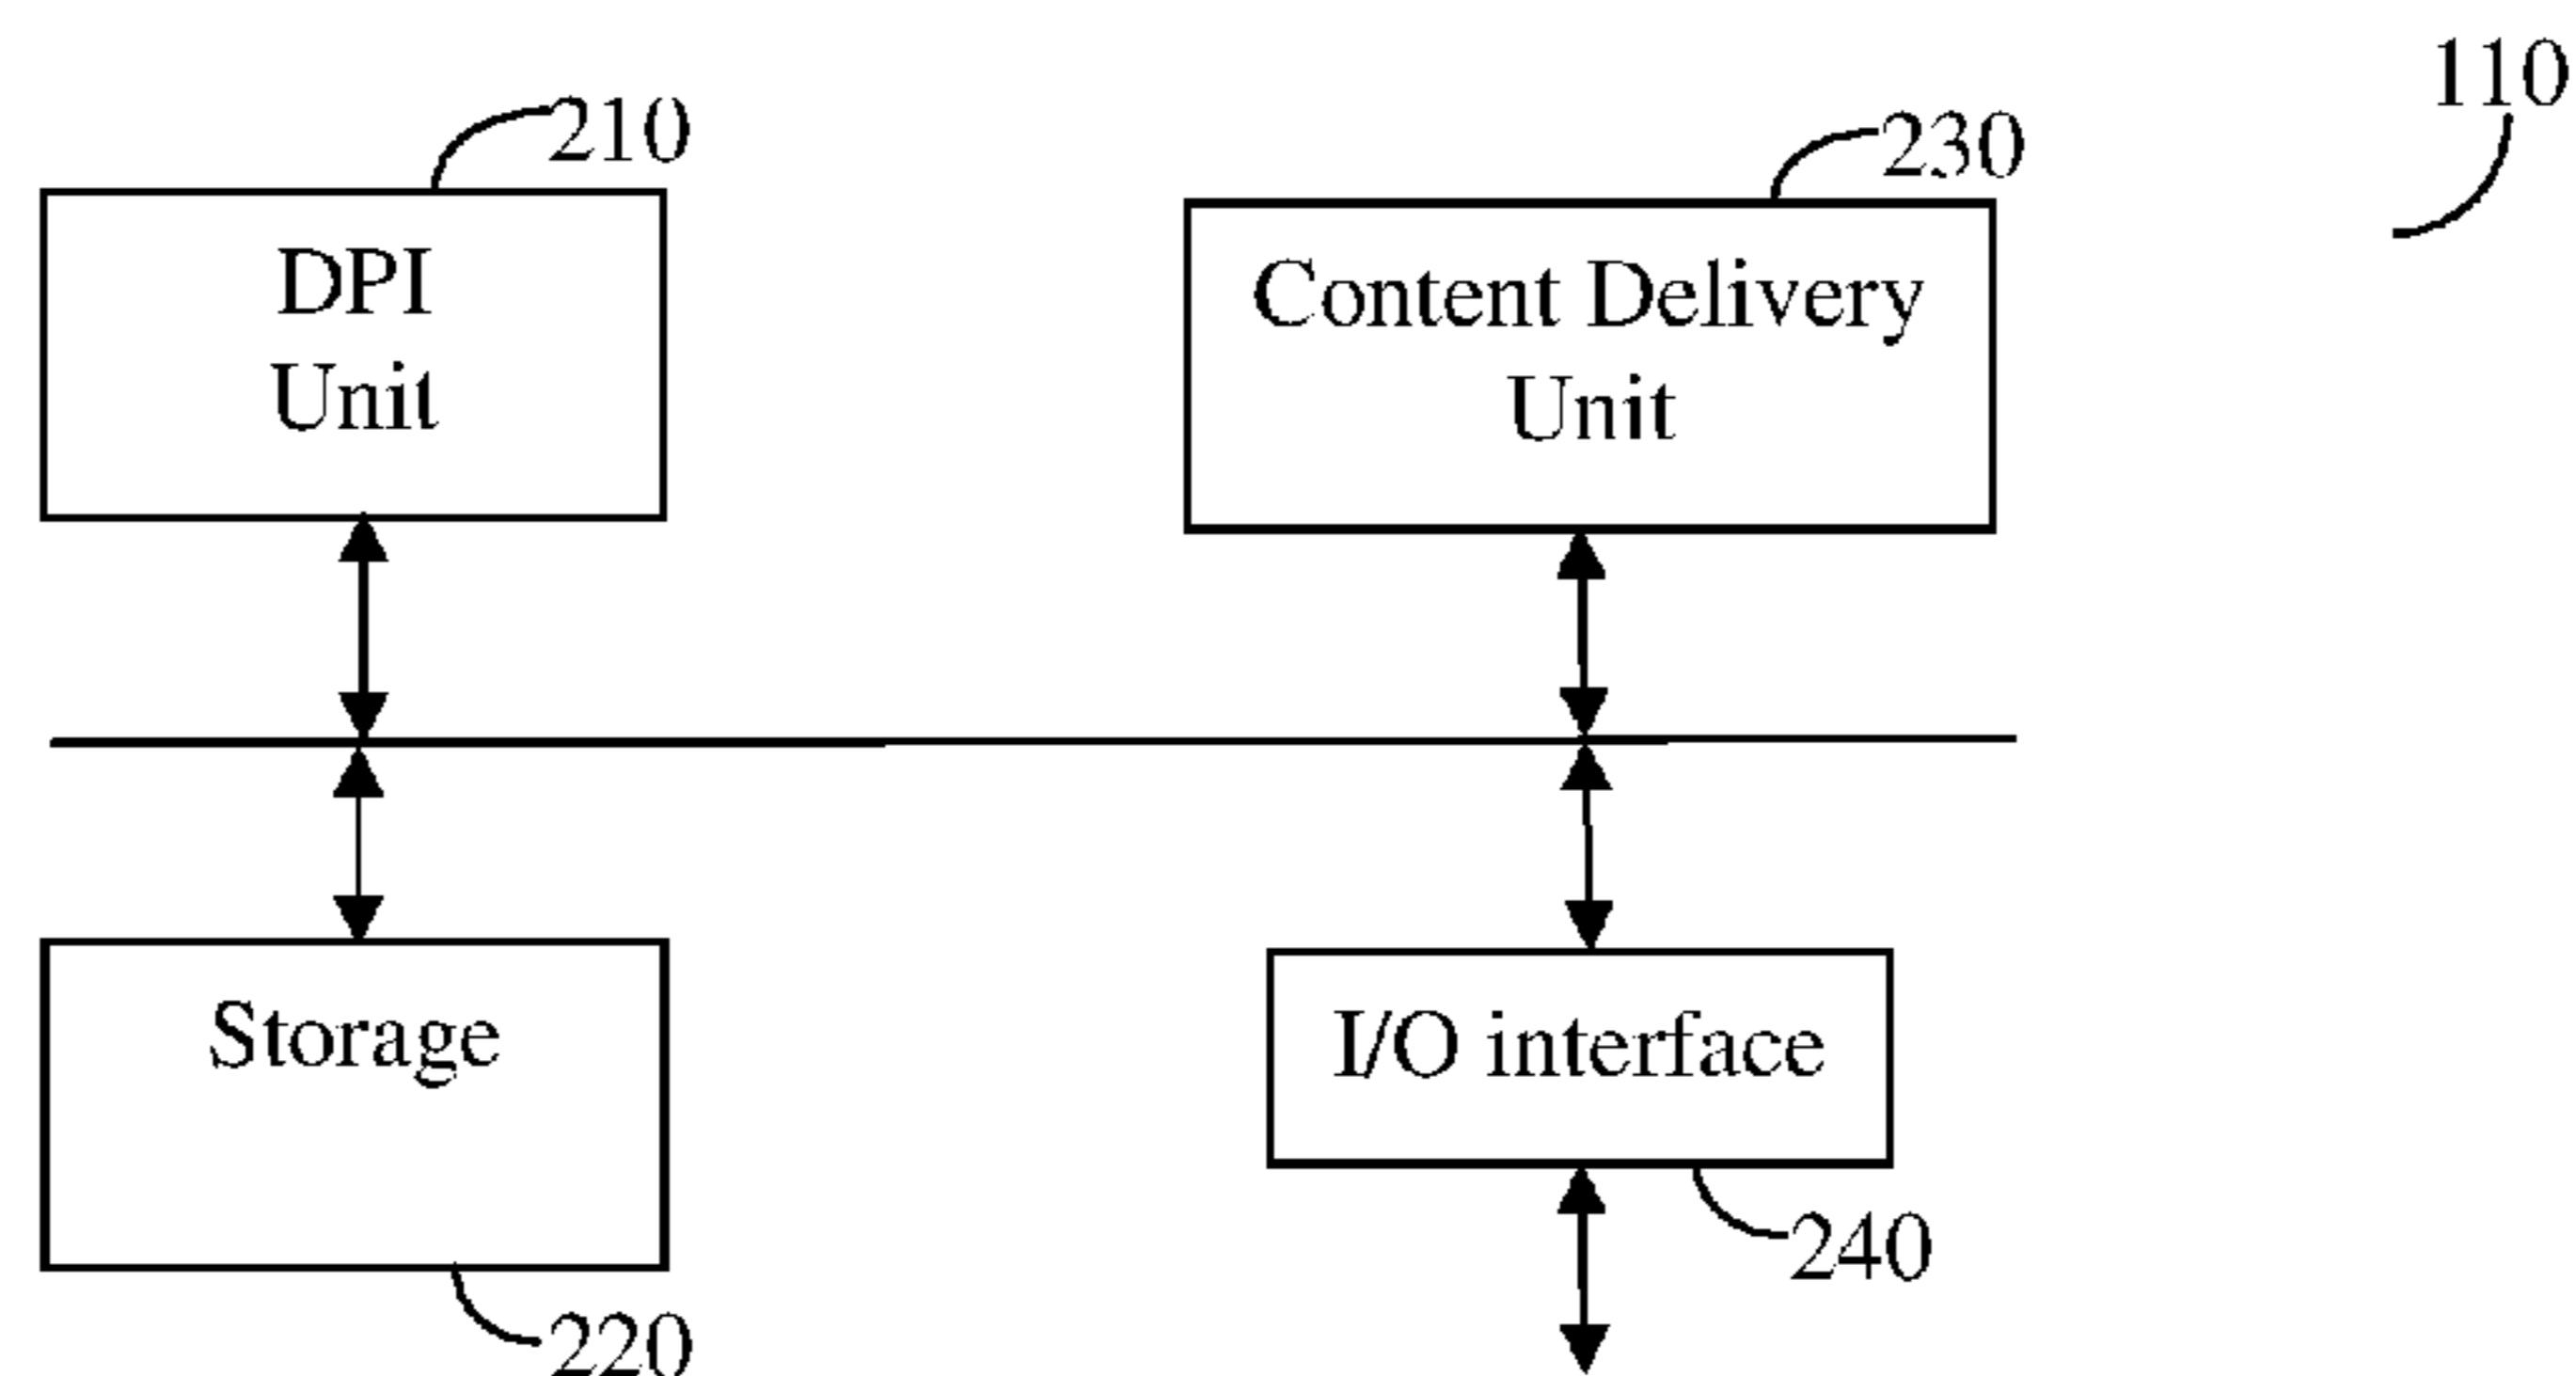 110
210
DPI
Unit
230
Content Delivery
Unit
Storage
220
I/O interface
240